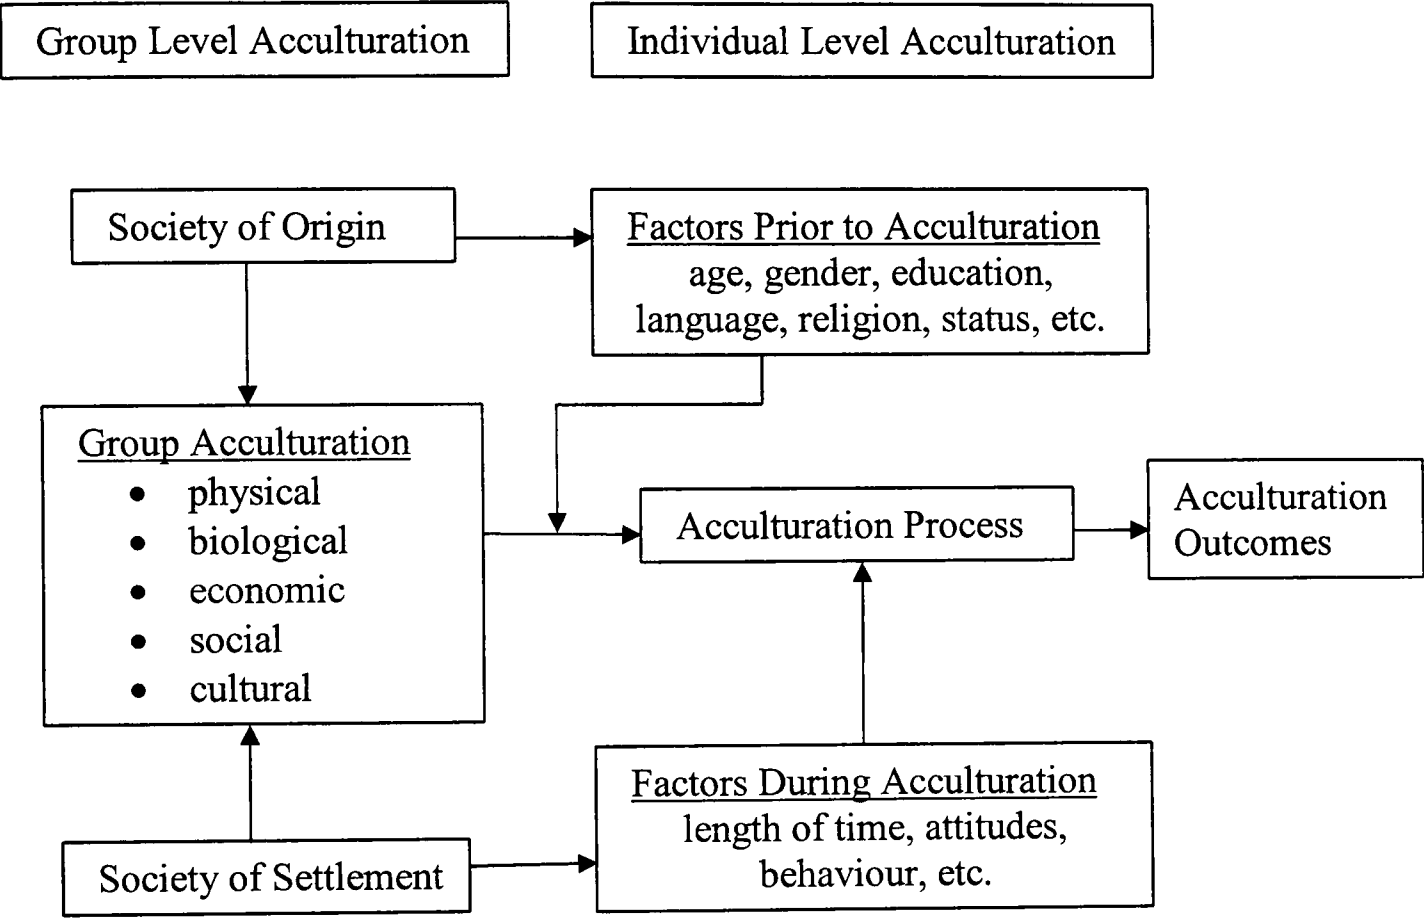 Group Level Acculturation
Individual Level Acculturation
Society of Origin
Factors Prior to Acculturation
age, gender, education,
language, religion, status, etc.
Group Acculturation
• physical
• biological
• economic
• social
• cultural
Acculturation Process
Acculturation
Outcomes
Factors During Acculturation
length of time, attitudes,
behaviour, etc.
Society of Settlement